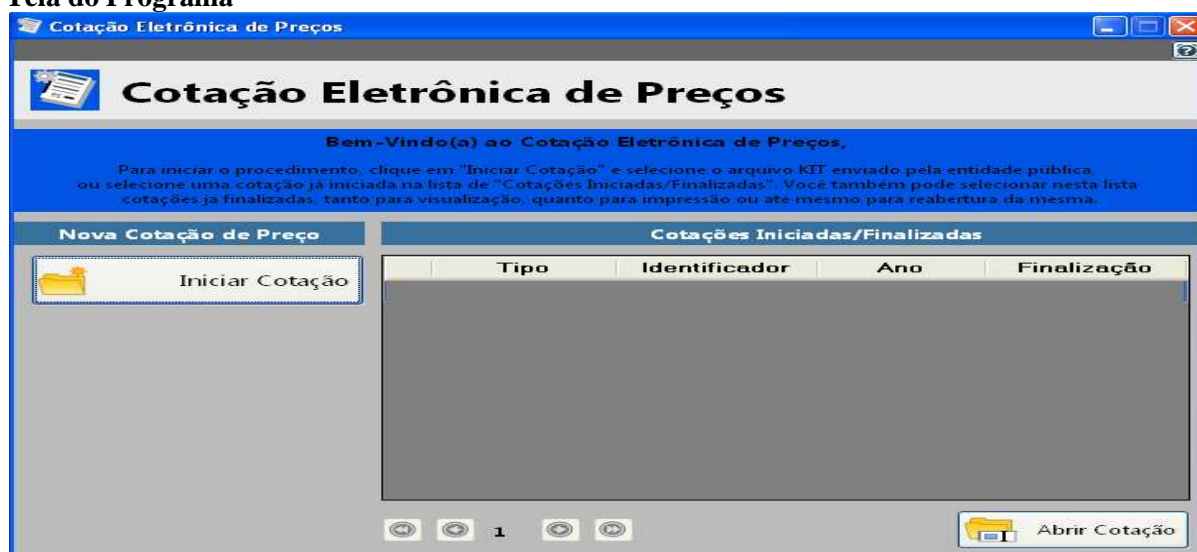 Tela do Programa
Cotação Eletrônica de Preços
Cotação Eletrônica de Preços
Bem-Vindo(a) ao Cotação Eletrônica de Preços,
Para iniciar o procedimento, clique em "Iniciar Cotação" e selecione o arquivo KIT enviado pela entidade pública,
ou selecione uma cotação já iniciada na lista de "Cotações Iniciadas/Finalizadas". Você também pode selecionar nesta lista
cotações já finalizadas, tanto para visualização, quanto para impressão ou até mesmo para reabertura da mesma.
Nova Cotação de Preço
Cotações Iniciadas/Finalizadas
Iniciar Cotação
Tipo Identificador Ano Finalização
1
Abrir Cotação